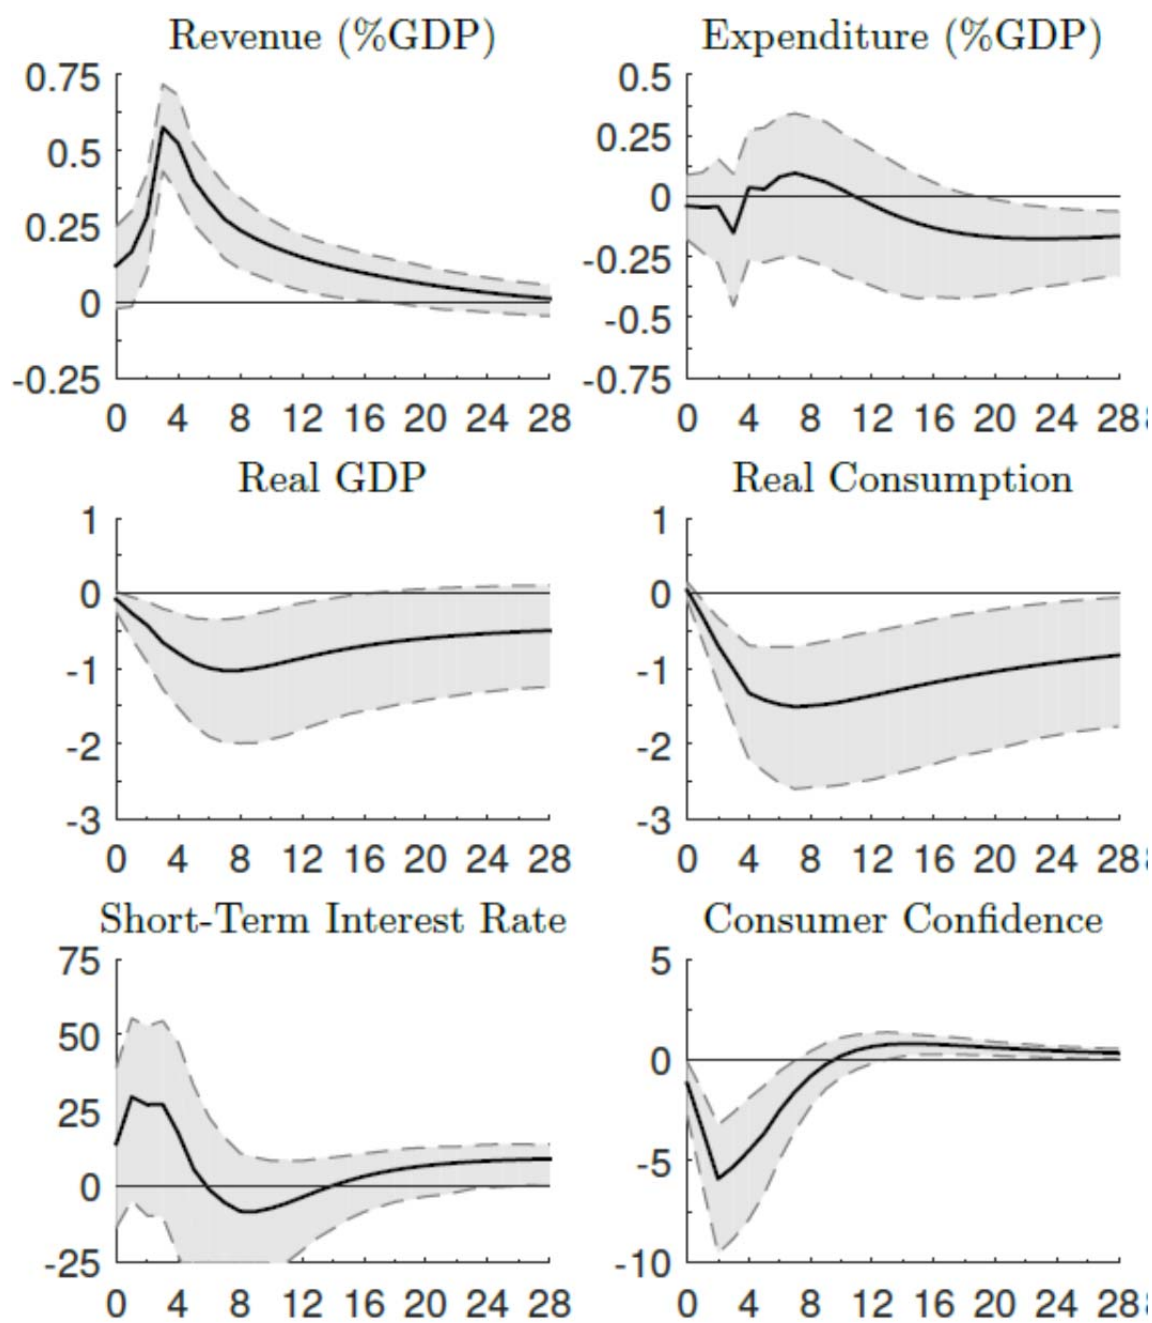 Revenue (%GDP)
0.75
0.5
0.25
0
-0.25
0 4 8 12 16 20 24 28
Expenditure (%GDP)
0.5
0.25
0
-0.25
-0.5
-0.75
0 4 8 12 16 20 24 28
Real GDP
1
0
-1
-2
-3
0 4 8 12 16 20 24 28
Real Consumption
1
0
-1
-2
-3
0 4 8 12 16 20 24 28
Short-Term Interest Rate
75
50
25
0
-25
0 4 8 12 16 20 24 28
Consumer Confidence
5
0
-5
-10
0 4 8 12 16 20 24 28